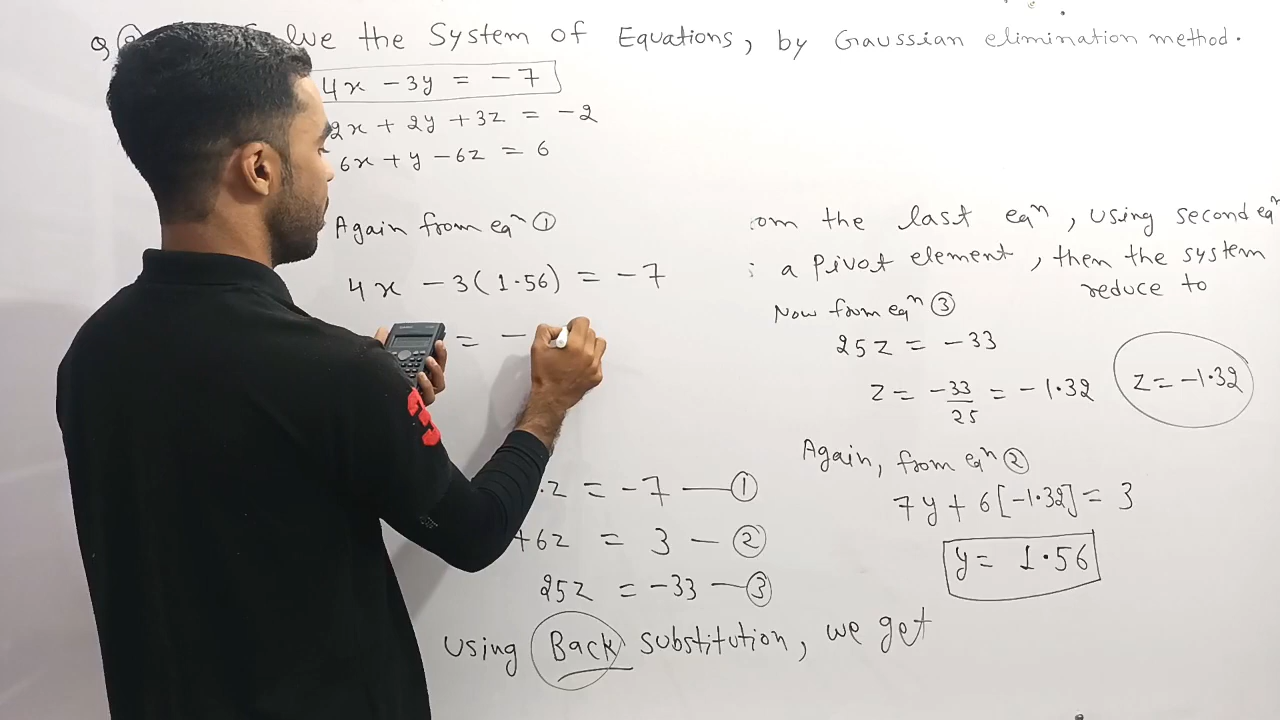 Q 2 Solve the System of Equations, by Gaussian elimination method.
4x - 3y = -7
2x + 2y + 3z = -2
6x + y - 6z = 6
Again from eqⁿ ①
4x - 3(1.56) = -7
= -
.z = -7 — ①
+6z = 3 — ②
25z = -33 — ③
Using Back substitution, we get
om the last eqⁿ, using second eqⁿ
a Pivot element, then the system
reduce to
Now from eqⁿ ③
25z = -33
z = -33/25 = -1.32
z = -1.32
Again, from eqⁿ ②
7y + 6[-1.32] = 3
y = 1.56